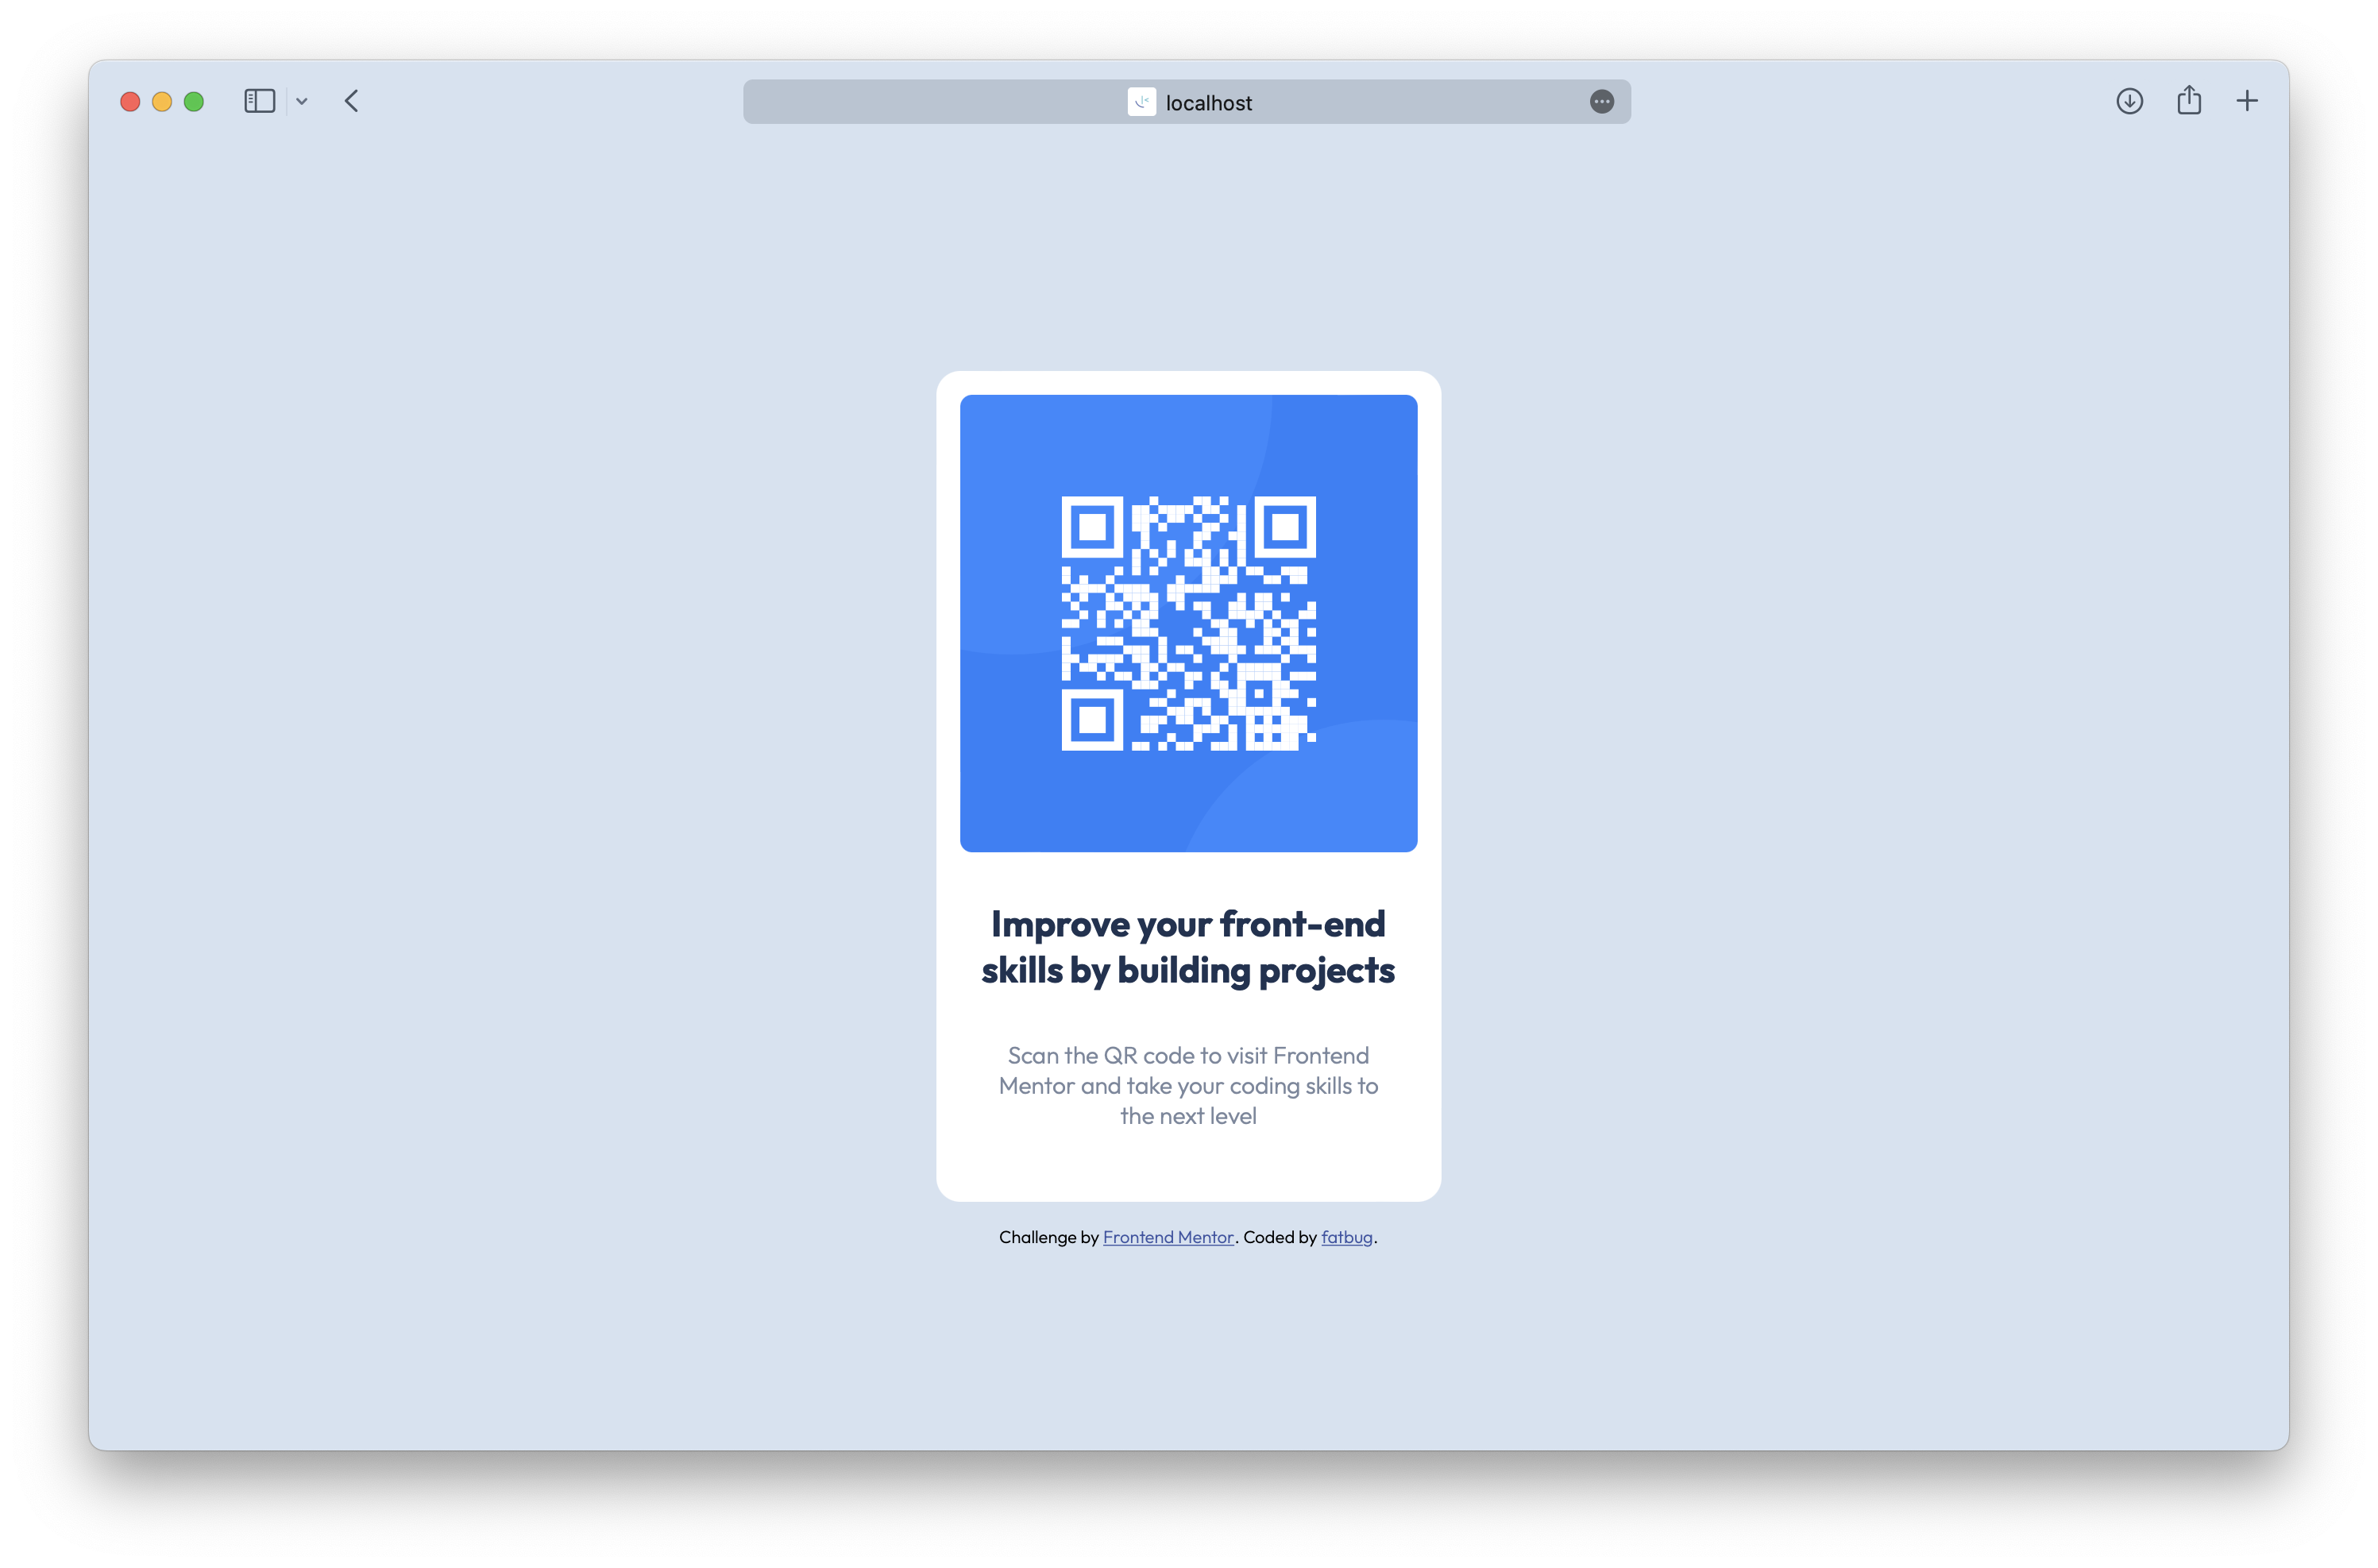 localhost
Improve your front-end
skills by building projects
Scan the QR code to visit Frontend
Mentor and take your coding skills to
the next level
Challenge by Frontend Mentor. Coded by fatbug.